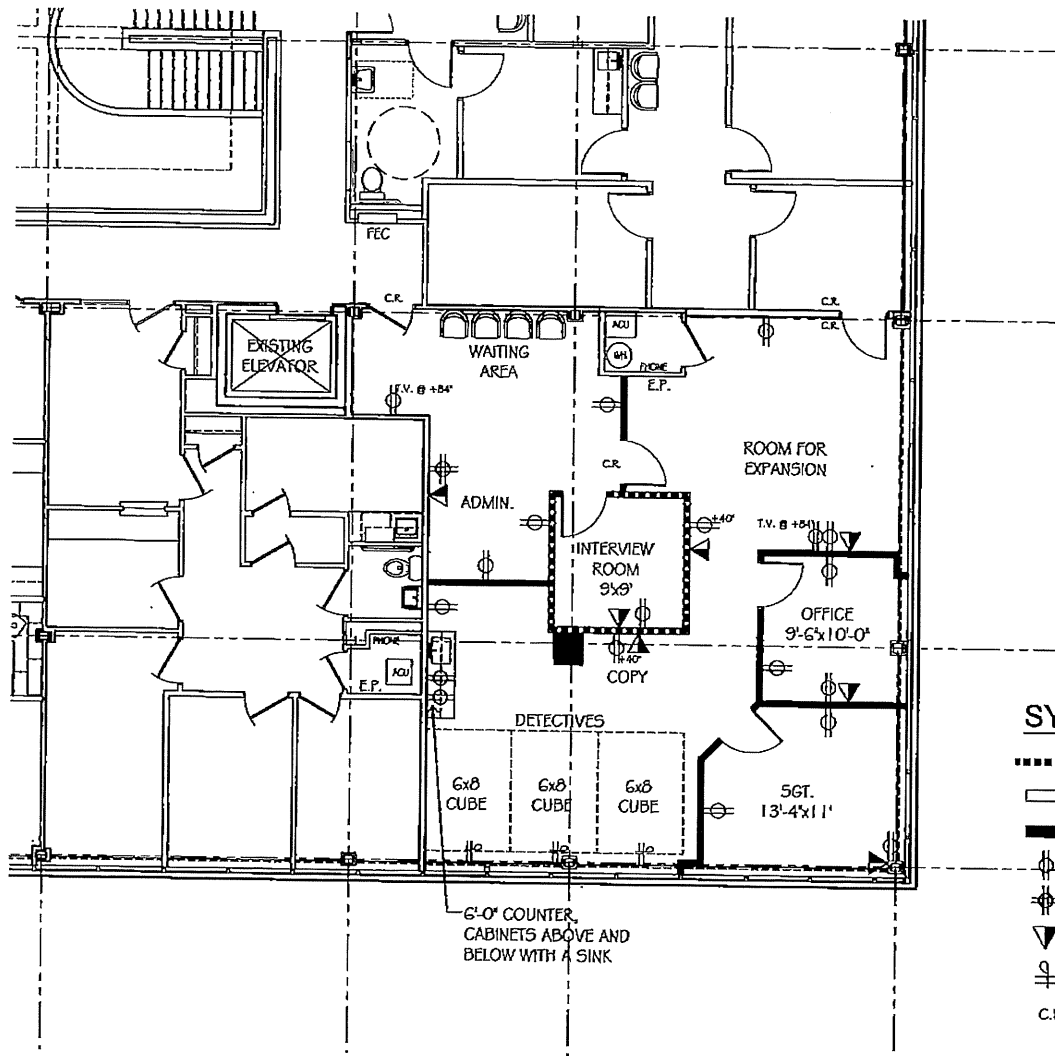 FEC
C.R.
C.R.
C.R.
EXISTING
ELEVATOR
WAITING
AREA
ACU
WH
PHONE
E.P.
T.V. @ +84"
ROOM FOR
EXPANSION
C.R.
ADMIN.
+40"
T.V. @ +84"
INTERVIEW
ROOM
9'x9'
OFFICE
9'-6"x10'-0"
PHONE
ACU
E.P.
+40"
COPY
DETECTIVES
SY
6x8
CUBE
6x8
CUBE
6x8
CUBE
SGT.
13'-4"x11'
6'-0" COUNTER,
CABINETS ABOVE AND
BELOW WITH A SINK